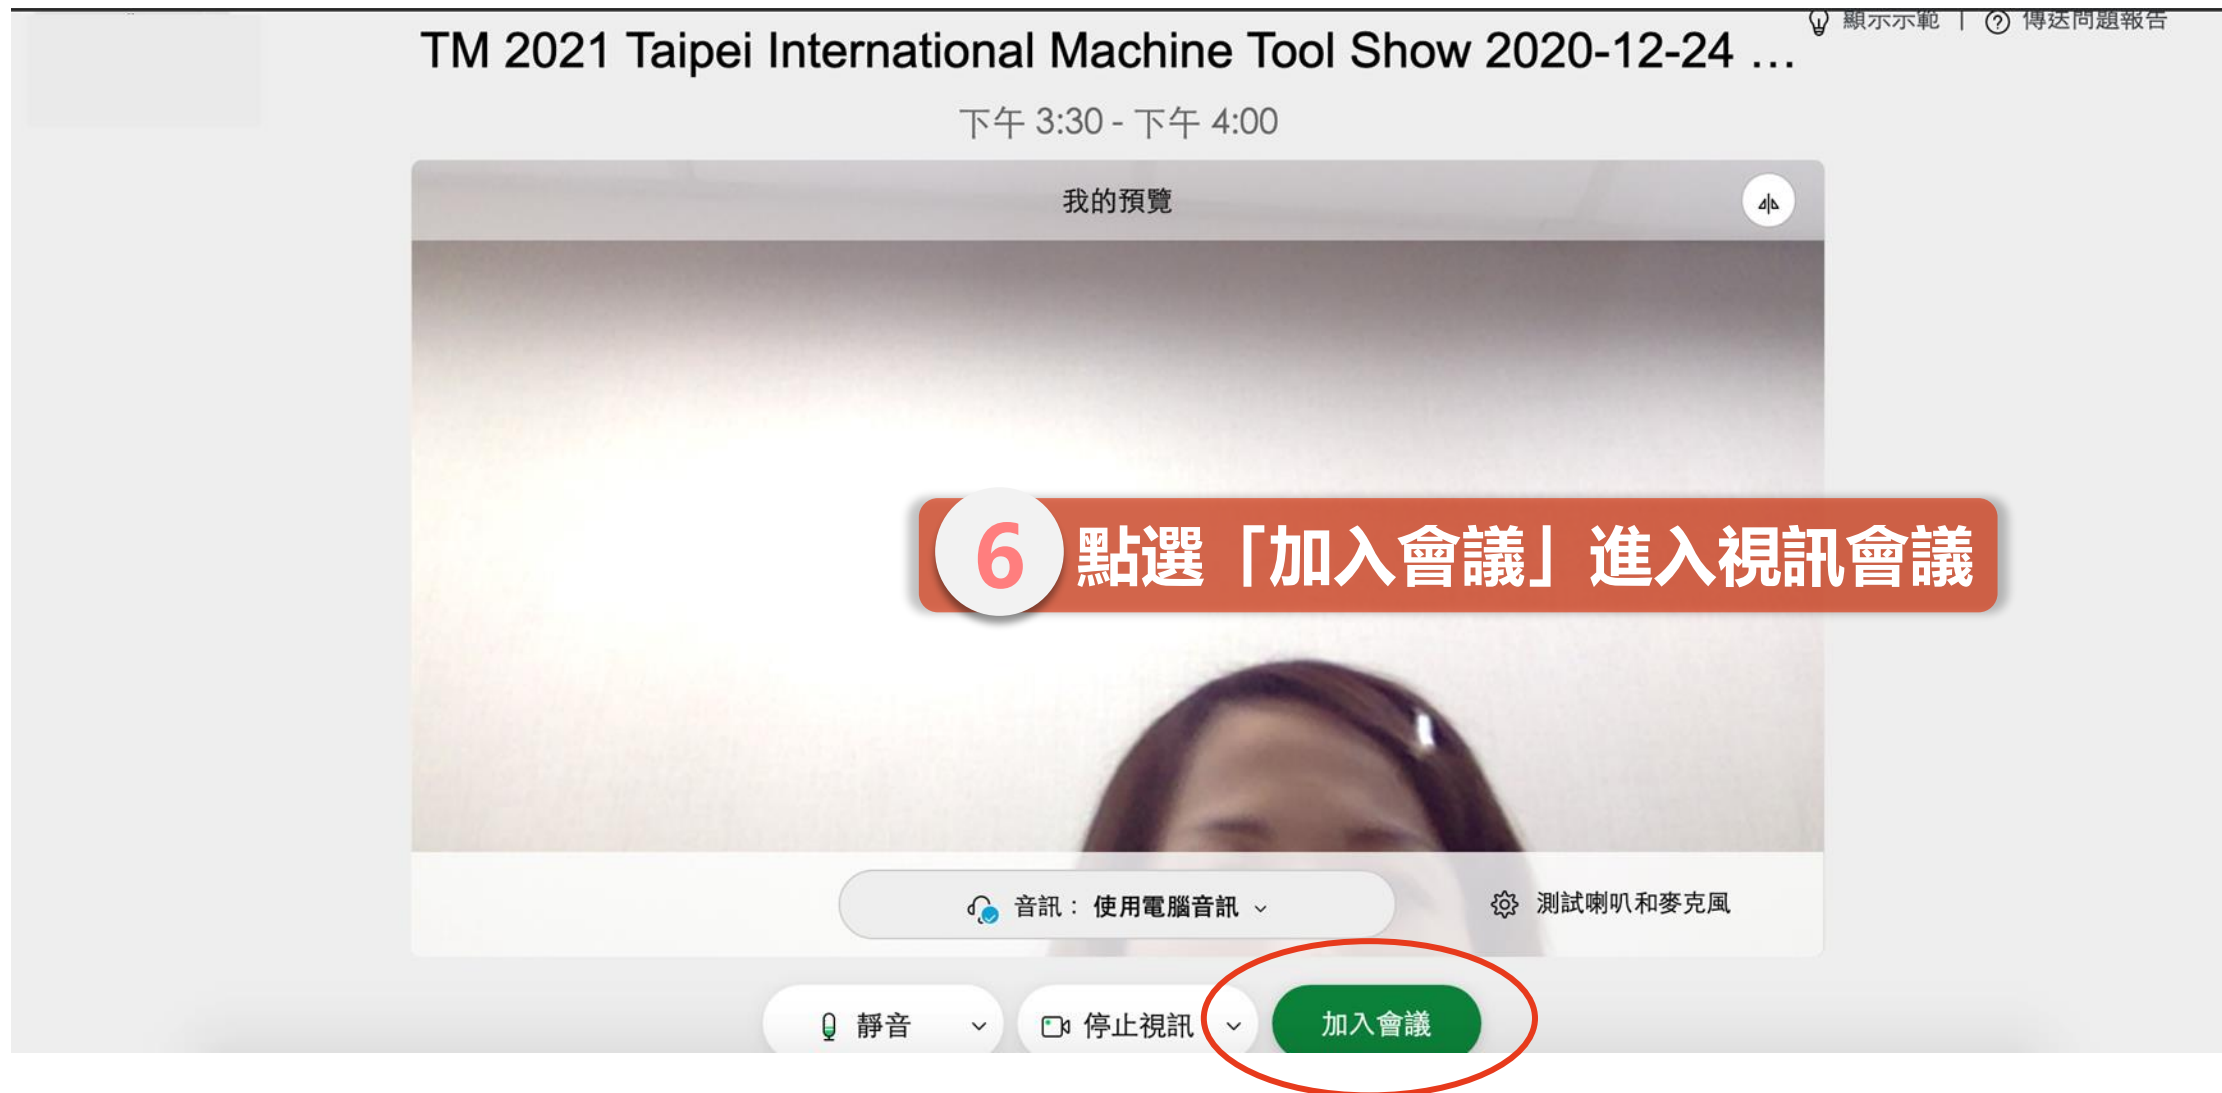 顯示示範 | 傳送問題報告
TM 2021 Taipei International Machine Tool Show 2020-12-24 ...
下午 3:30 - 下午 4:00
我的預覽
6 點選「加入會議」進入視訊會議
音訊： 使用電腦音訊
測試喇叭和麥克風
靜音
停止視訊
加入會議